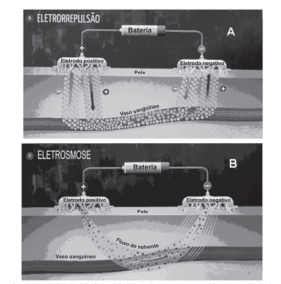 A ELETRORREPULSÃO
A
Bateria
+ -
Eletrodo positivo Eletrodo negativo
Pele
- + - +
Vaso sanguíneo
B ELETROSMOSE
B
Bateria
+ -
Eletrodo positivo Eletrodo negativo
Pele
Fluxo de solvente
Vaso sanguíneo